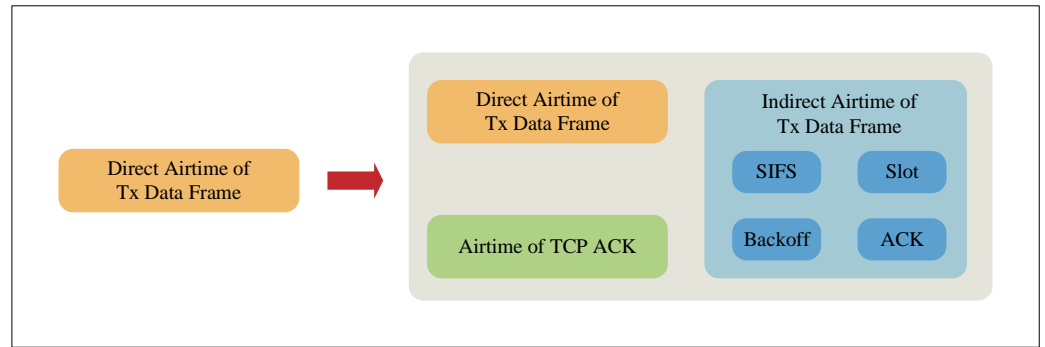 Direct Airtime of
Tx Data Frame
Direct Airtime of
Tx Data Frame
Airtime of TCP ACK
Indirect Airtime of
Tx Data Frame
SIFS
Slot
Backoff
ACK